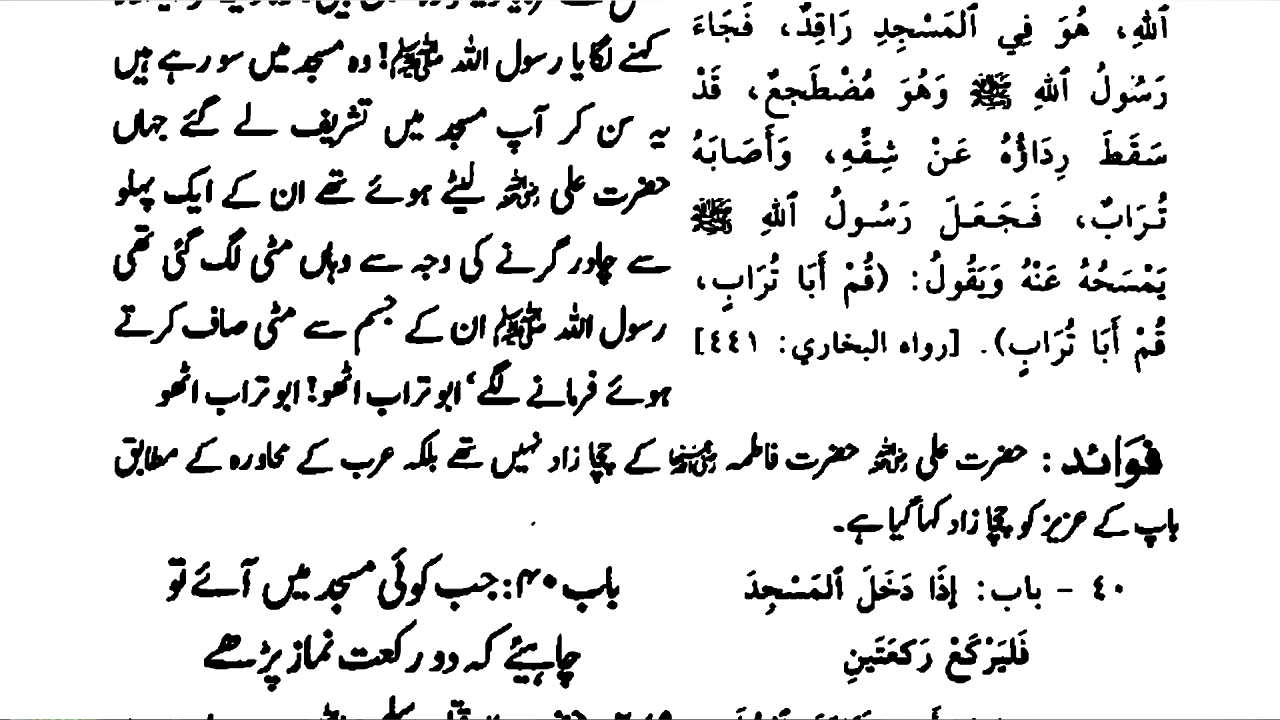 ٱللهِ، هُوَ فِي ٱلمَسْجِدِ رَاقِدٌ، فَجَاءَ
رَسُولُ ٱللهِ ﷺ وَهُوَ مُضْطَجِعٌ، قَدْ
سَقَطَ رِدَاؤُهُ عَنْ شِقِّهِ، وَأَصَابَهُ
تُرَابٌ، فَجَعَلَ رَسُولُ ٱللهِ ﷺ
يَمْسَحُهُ عَنْهُ وَيَقُولُ: (قُمْ أَبَا تُرَابٍ،
قُمْ أَبَا تُرَابٍ). [رواه البخاري: ٤٤١]
کہنے لگا یا رسول اللہ ﷺ! وہ مسجد میں سو رہے ہیں
یہ سن کر آپ مسجد میں تشریف لے گئے جہاں
حضرت علی رضی اللہ عنہ لیٹے ہوئے تھے ان کے ایک پہلو
سے چادر گرنے کی وجہ سے وہاں مٹی لگ گئی تھی
رسول اللہ ﷺ ان کے جسم سے مٹی صاف کرتے
ہوئے فرمانے لگے‘ ابو تراب اٹھو! ابو تراب اٹھو
فوائد : حضرت علی رضی اللہ عنہ حضرت فاطمہ رضی اللہ عنہا کے چچا زاد نہیں تھے بلکہ عرب کے محاورہ کے مطابق
باپ کے عزیز کو چچا زاد کہا گیا ہے۔
٤٠ - باب: إِذَا دَخَلَ ٱلمَسْجِدَ
فَلْيَرْكَعْ رَكعَتَينِ
باب ۴۰: جب کوئی مسجد میں آئے تو
چاہیئے کہ دو رکعت نماز پڑھے